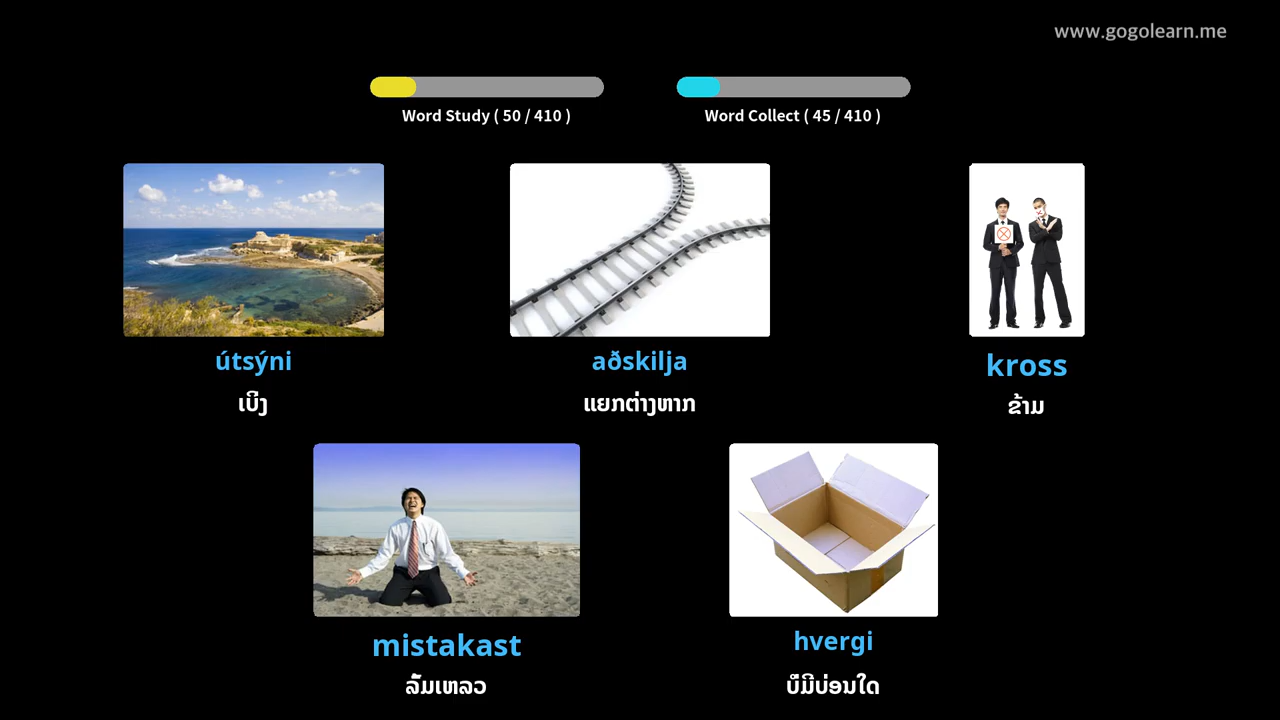 www.gogolearn.me
Word Study ( 50 / 410 )
Word Collect ( 45 / 410 )
útsýni
ເບິງ
aðskilja
ແຍກຕ່າງຫາກ
kross
ຂ້າມ
mistakast
ລົ້ມເຫລວ
hvergi
ບໍ່ມີບ່ອນໃດ